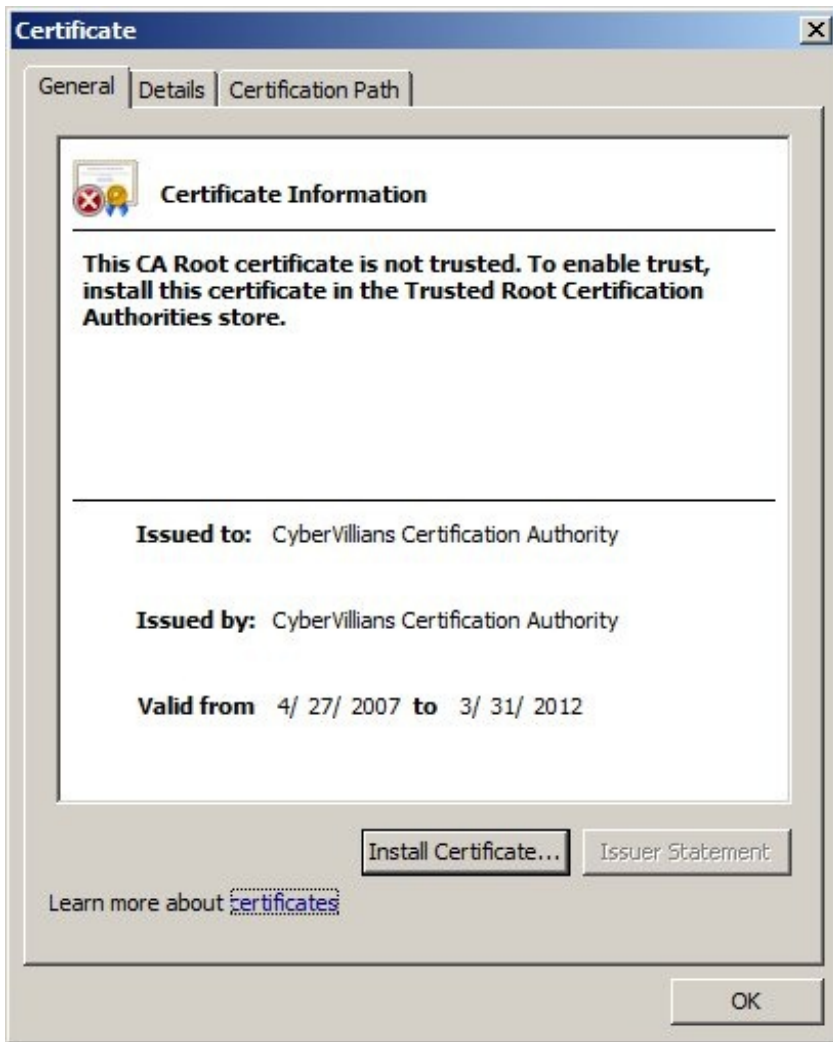 Certificate
General Details Certification Path
Certificate Information
This CA Root certificate is not trusted. To enable trust,
install this certificate in the Trusted Root Certification
Authorities store.
Issued to: CyberVillians Certification Authority
Issued by: CyberVillians Certification Authority
Valid from 4/ 27/ 2007 to 3/ 31/ 2012
Install Certificate... Issuer Statement
Learn more about certificates
OK